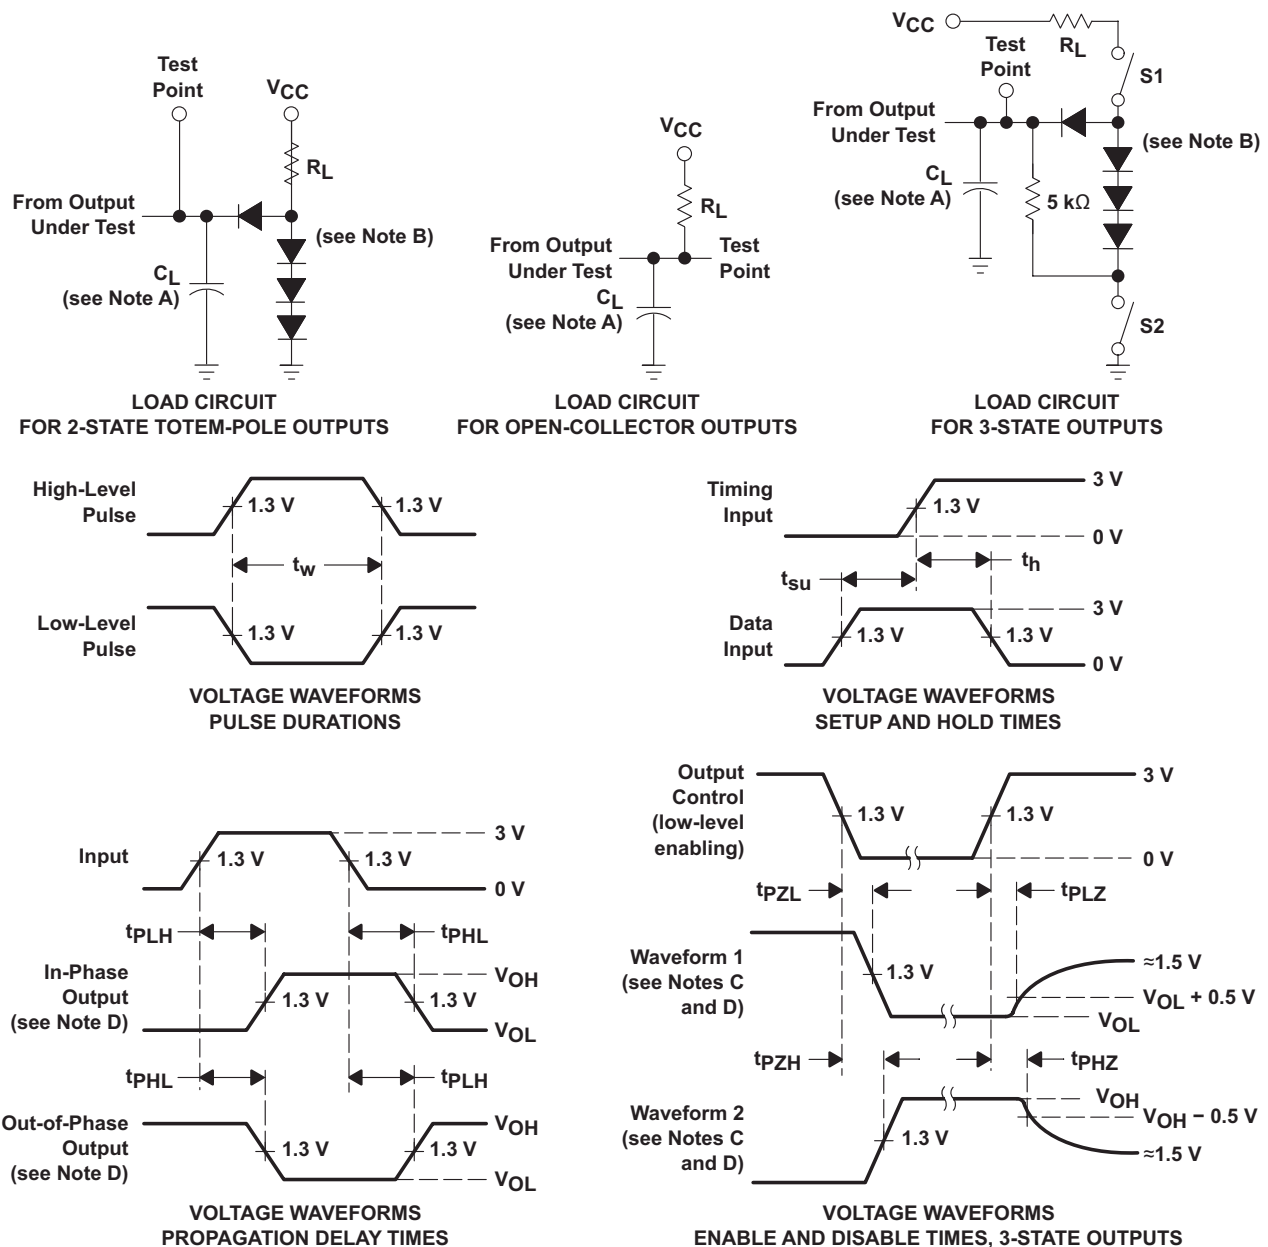 Test
Point
VCC
RL
From Output
Under Test
(see Note B)
CL
(see Note A)
LOAD CIRCUIT
FOR 2-STATE TOTEM-POLE OUTPUTS
VCC
RL
From Output
Under Test
Test
Point
CL
(see Note A)
LOAD CIRCUIT
FOR OPEN-COLLECTOR OUTPUTS
VCC
RL
Test
Point
S1
From Output
Under Test
(see Note B)
CL
(see Note A)
5 kΩ
S2
LOAD CIRCUIT
FOR 3-STATE OUTPUTS
High-Level
Pulse
1.3 V
1.3 V
tw
Low-Level
Pulse
1.3 V
1.3 V
VOLTAGE WAVEFORMS
PULSE DURATIONS
Timing
Input
3 V
1.3 V
0 V
th
tsu
Data
Input
3 V
1.3 V
1.3 V
0 V
VOLTAGE WAVEFORMS
SETUP AND HOLD TIMES
Input
3 V
1.3 V
1.3 V
0 V
tPLH
tPHL
In-Phase
Output
(see Note D)
VOH
1.3 V
1.3 V
VOL
tPHL
tPLH
Out-of-Phase
Output
(see Note D)
VOH
1.3 V
1.3 V
VOL
VOLTAGE WAVEFORMS
PROPAGATION DELAY TIMES
Output
Control
(low-level
enabling)
3 V
1.3 V
1.3 V
0 V
tPZL
tPLZ
Waveform 1
(see Notes C
and D)
1.3 V
≈1.5 V
VOL + 0.5 V
VOL
tPZH
tPHZ
Waveform 2
(see Notes C
and D)
1.3 V
VOH
VOH − 0.5 V
≈1.5 V
VOLTAGE WAVEFORMS
ENABLE AND DISABLE TIMES, 3-STATE OUTPUTS